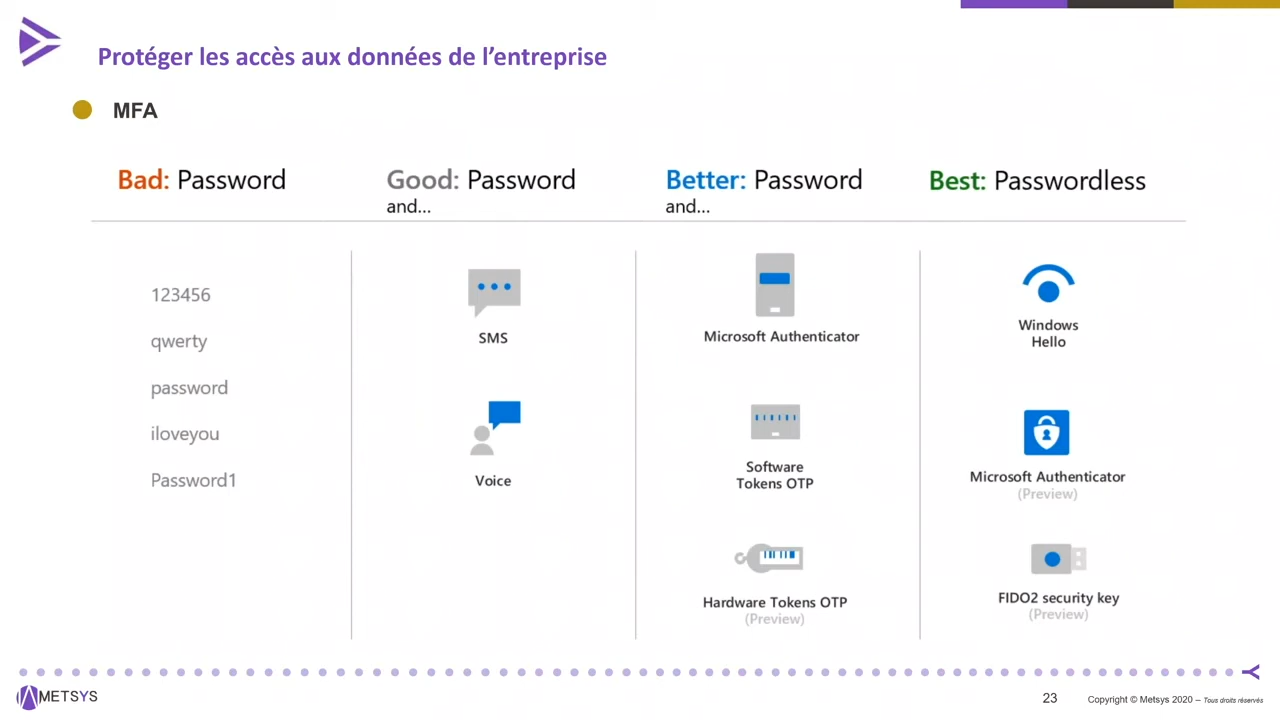 Protéger les accès aux données de l’entreprise
MFA
Bad: Password
123456
qwerty
password
iloveyou
Password1
Good: Password
and...
SMS
Voice
Better: Password
and...
Microsoft Authenticator
Software
Tokens OTP
Hardware Tokens OTP
(Preview)
Best: Passwordless
Windows
Hello
Microsoft Authenticator
(Preview)
FIDO2 security key
(Preview)
METSYS
23
Copyright © Metsys 2020 – Tous droits réservés